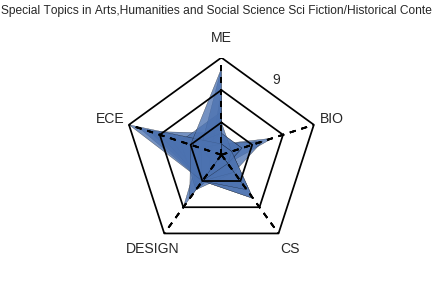 Special Topics in Arts,Humanities and Social Science Sci Fiction/Historical Conte
ME
9
ECE
BIO
DESIGN
CS